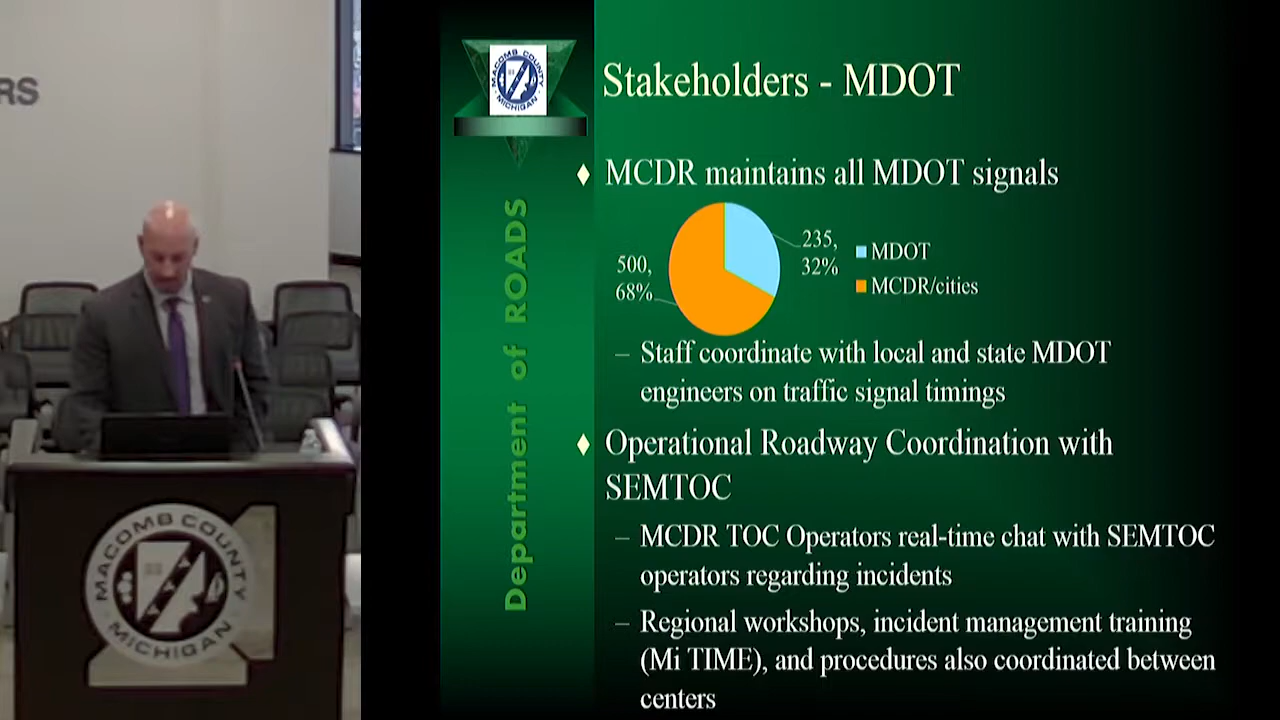 RS
MACOMB COUNTY
MICHIGAN
Stakeholders - MDOT
MCDR maintains all MDOT signals
235,
32%
500,
68%
MDOT
MCDR/cities
– Staff coordinate with local and state MDOT
engineers on traffic signal timings
Operational Roadway Coordination with
SEMTOC
– MCDR TOC Operators real-time chat with SEMTOC
operators regarding incidents
– Regional workshops, incident management training
(Mi TIME), and procedures also coordinated between
centers
Department of ROADS
MACOMB COUNTY
MICHIGAN